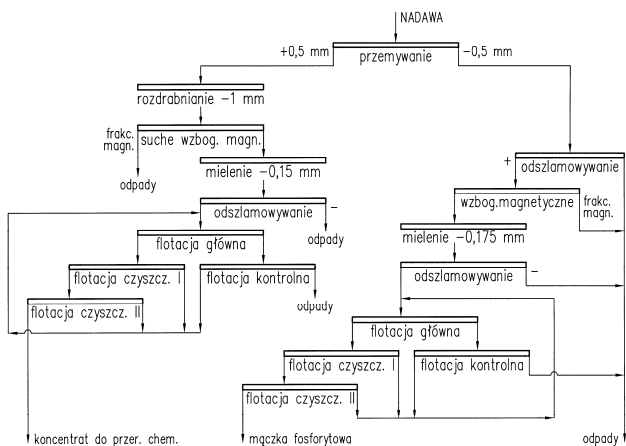 NADAWA
+0,5 mm
−0,5 mm
przemywanie
rozdrabnianie −1 mm
frakc.
magn.
suche wzbog. magn.
+
odszlamowywanie
mielenie −0,15 mm
odpady
wzbog.magnetyczne
frakc.
magn.
odszlamowywanie
−
mielenie −0,175 mm
flotacja główna
odpady
flotacja czyszcz. I
flotacja kontrolna
odszlamowywanie
−
odpady
flotacja czyszcz. II
flotacja główna
flotacja czyszcz. I
flotacja kontrolna
flotacja czyszcz. II
koncentrat do przer. chem.
mączka fosforytowa
odpady